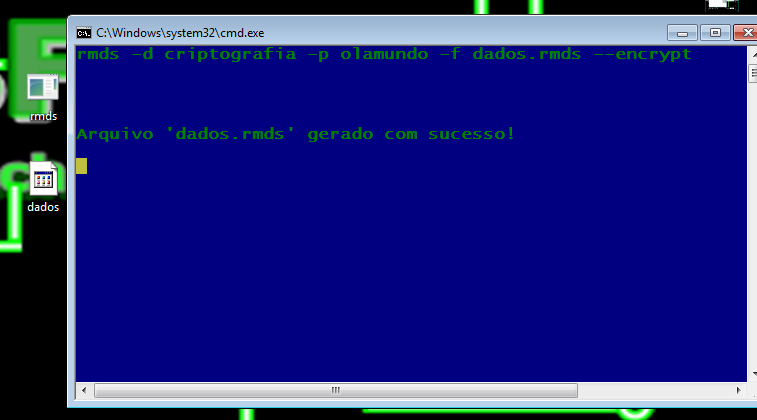 C:\Windows\system32\cmd.exe
rmds -d criptografia -p olamundo -f dados.rmds --encrypt
Arquivo 'dados.rmds' gerado com sucesso!
rmds
dados